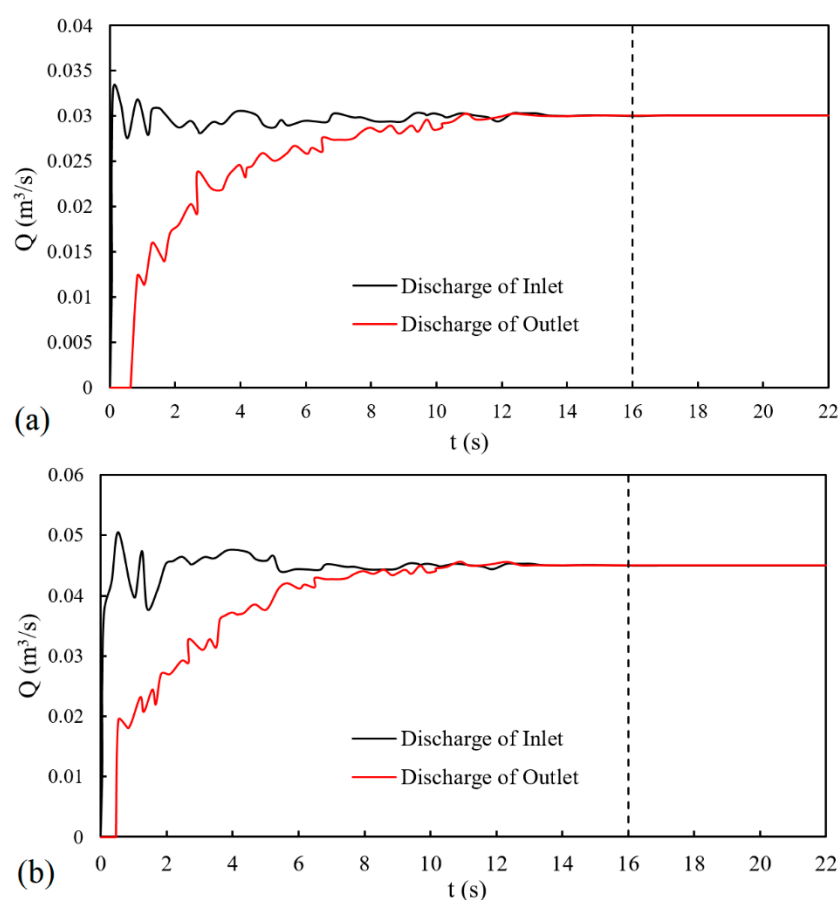 0.04
0.035
0.03
0.025
0.02
0.015
0.01
0.005
0
Q (m³/s)
Discharge of Inlet
Discharge of Outlet
0 2 4 6 8 10 12 14 16 18 20 22
t (s)
(a)
0.06
0.05
0.04
0.03
0.02
0.01
0
Q (m³/s)
Discharge of Inlet
Discharge of Outlet
0 2 4 6 8 10 12 14 16 18 20 22
t (s)
(b)